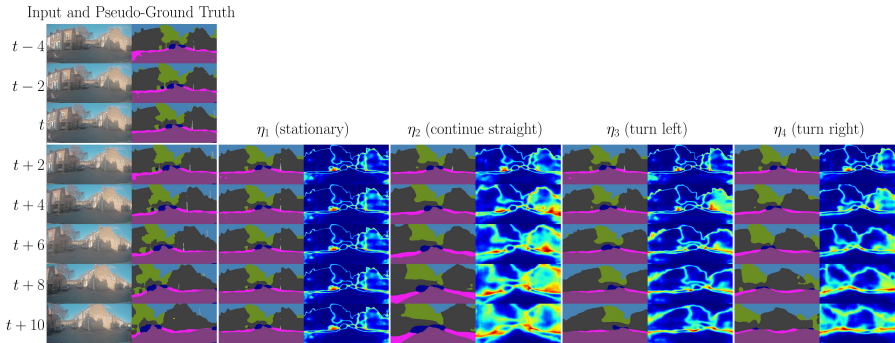 Input and Pseudo-Ground Truth
t − 4
t − 2
t
η₁ (stationary)
η₂ (continue straight)
η₃ (turn left)
η₄ (turn right)
t + 2
t + 4
t + 6
t + 8
t + 10